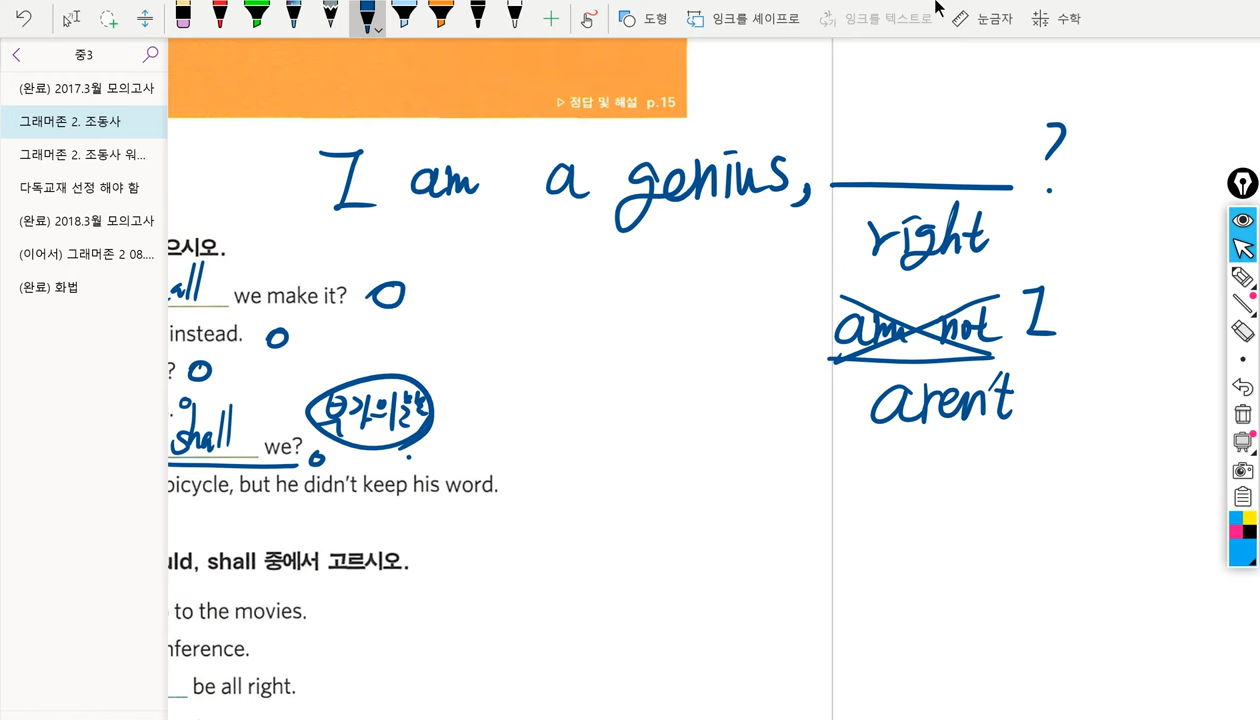 도형
잉크를 셰이프로
잉크를 텍스트로
눈금자
수학
중3
(완료) 2017.3월 모의고사
그래머존 2. 조동사
그래머존 2. 조동사 워...
다독교재 선정 해야 함
(완료) 2018.3월 모의고사
(이어서) 그래머존 2 08....
(완료) 화법
▷ 정답 및 해설 p.15
I am a genius, ?
right
am not I
aren't
으시오.
all we make it?
instead.
?
.
shall we? 부가의문
bicycle, but he didn't keep his word.
uld, shall 중에서 고르시오.
to the movies.
nference.
be all right.